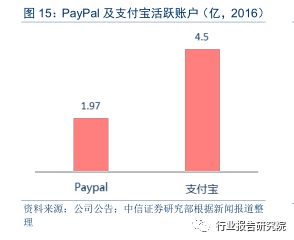 图 15：PayPal 及支付宝活跃账户（亿，2016）
4.5
1.97
Paypal
支付宝
资料来源：公司公告；中信证券研究部根据新闻报道整
理
行业报告研究院